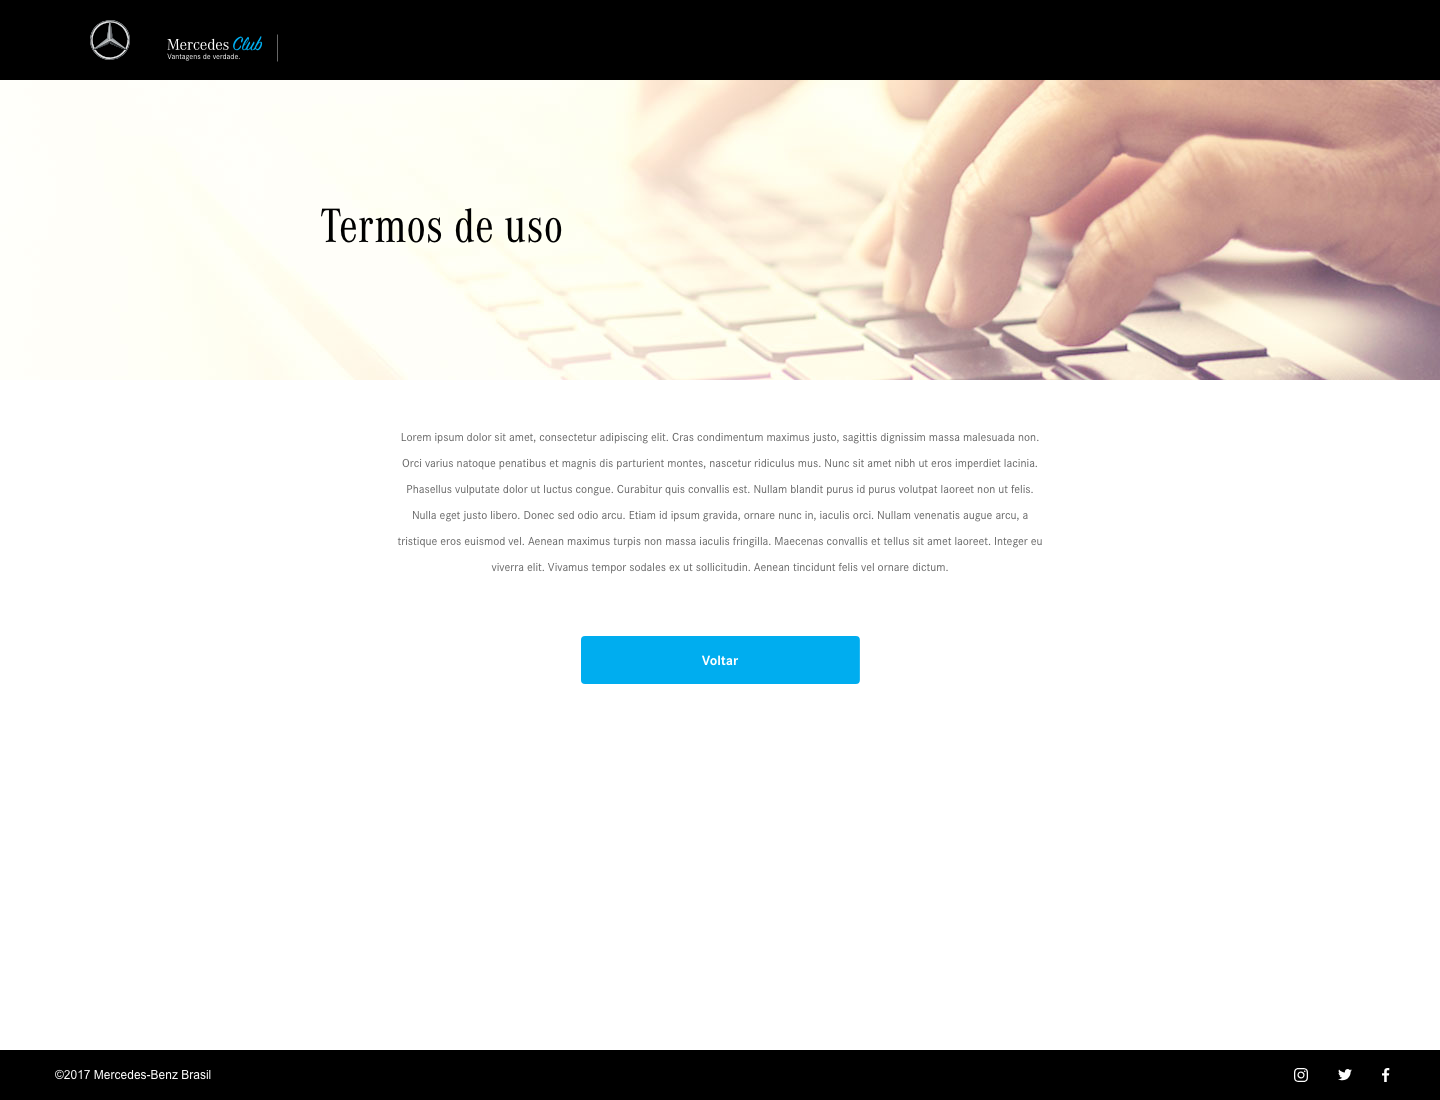 Mercedes Club
Vantagens de verdade.
Termos de uso
Lorem ipsum dolor sit amet, consectetur adipiscing elit. Cras condimentum maximus justo, sagittis dignissim massa malesuada non.
Orci varius natoque penatibus et magnis dis parturient montes, nascetur ridiculus mus. Nunc sit amet nibh ut eros imperdiet lacinia.
Phasellus vulputate dolor ut luctus congue. Curabitur quis convallis est. Nullam blandit purus id purus volutpat laoreet non ut felis.
Nulla eget justo libero. Donec sed odio arcu. Etiam id ipsum gravida, ornare nunc in, iaculis orci. Nullam venenatis augue arcu, a
tristique eros euismod vel. Aenean maximus turpis non massa iaculis fringilla. Maecenas convallis et tellus sit amet laoreet. Integer eu
viverra elit. Vivamus tempor sodales ex ut sollicitudin. Aenean tincidunt felis vel ornare dictum.
Voltar
©2017 Mercedes-Benz Brasil